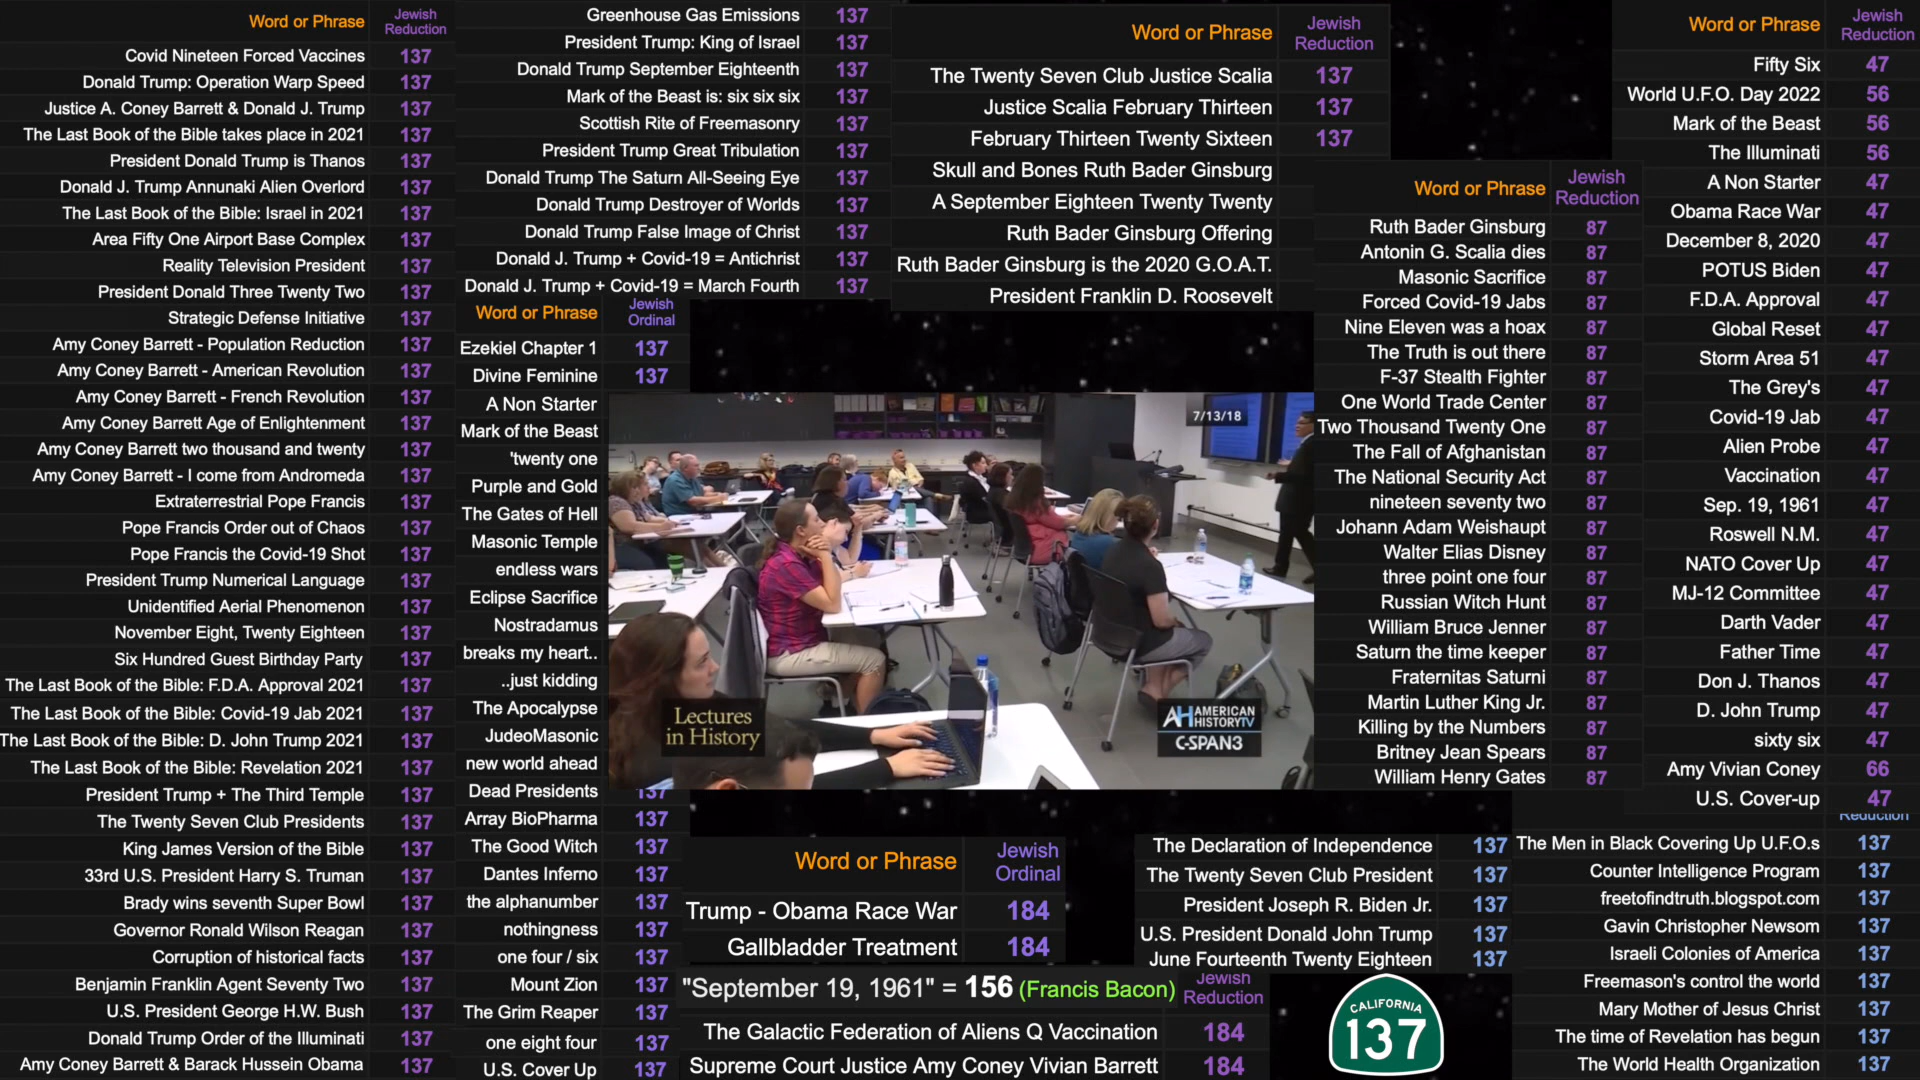 Word or Phrase Jewish Reduction
Covid Nineteen Forced Vaccines 137
Donald Trump: Operation Warp Speed 137
Justice A. Coney Barrett & Donald J. Trump 137
The Last Book of the Bible takes place in 2021 137
President Donald Trump is Thanos 137
Donald J. Trump Annunaki Alien Overlord 137
The Last Book of the Bible: Israel in 2021 137
Area Fifty One Airport Base Complex 137
Reality Television President 137
President Donald Three Twenty Two 137
Strategic Defense Initiative 137
Amy Coney Barrett - Population Reduction 137
Amy Coney Barrett - American Revolution 137
Amy Coney Barrett - French Revolution 137
Amy Coney Barrett Age of Enlightenment 137
Amy Coney Barrett two thousand and twenty 137
Amy Coney Barrett - I come from Andromeda 137
Extraterrestrial Pope Francis 137
Pope Francis Order out of Chaos 137
Pope Francis the Covid-19 Shot 137
President Trump Numerical Language 137
Unidentified Aerial Phenomenon 137
November Eight, Twenty Eighteen 137
Six Hundred Guest Birthday Party 137
The Last Book of the Bible: F.D.A. Approval 2021 137
The Last Book of the Bible: Covid-19 Jab 2021 137
The Last Book of the Bible: D. John Trump 2021 137
The Last Book of the Bible: Revelation 2021 137
President Trump + The Third Temple 137
The Twenty Seven Club Presidents 137
King James Version of the Bible 137
33rd U.S. President Harry S. Truman 137
Brady wins seventh Super Bowl 137
Governor Ronald Wilson Reagan 137
Corruption of historical facts 137
Benjamin Franklin Agent Seventy Two 137
U.S. President George H.W. Bush 137
Donald Trump Order of the Illuminati 137
Amy Coney Barrett & Barack Hussein Obama 137
Greenhouse Gas Emissions 137
President Trump: King of Israel 137
Donald Trump September Eighteenth 137
Mark of the Beast is: six six six 137
Scottish Rite of Freemasonry 137
President Trump Great Tribulation 137
Donald Trump The Saturn All-Seeing Eye 137
Donald Trump Destroyer of Worlds 137
Donald Trump False Image of Christ 137
Donald J. Trump + Covid-19 = Antichrist 137
Donald J. Trump + Covid-19 = March Fourth 137
Word or Phrase Jewish Ordinal
Ezekiel Chapter 1 137
Divine Feminine 137
A Non Starter
Mark of the Beast
'twenty one
Purple and Gold
The Gates of Hell
Masonic Temple
endless wars
Eclipse Sacrifice
Nostradamus
breaks my heart..
..just kidding
The Apocalypse
JudeoMasonic
new world ahead
Dead Presidents 137
Array BioPharma 137
The Good Witch 137
Dantes Inferno 137
the alphanumber 137
nothingness 137
one four / six 137
Mount Zion 137
The Grim Reaper 137
one eight four 137
U.S. Cover Up 137
Word or Phrase Jewish Reduction
The Twenty Seven Club Justice Scalia 137
Justice Scalia February Thirteen 137
February Thirteen Twenty Sixteen 137
Skull and Bones Ruth Bader Ginsburg
A September Eighteen Twenty Twenty
Ruth Bader Ginsburg Offering
Ruth Bader Ginsburg is the 2020 G.O.A.T.
President Franklin D. Roosevelt
7/13/18
Lectures in History
AH AMERICAN HISTORYTV
C-SPAN3
Word or Phrase Jewish Ordinal
Trump - Obama Race War 184
Gallbladder Treatment 184
"September 19, 1961" = 156 (Francis Bacon) Jewish Reduction
The Galactic Federation of Aliens Q Vaccination 184
Supreme Court Justice Amy Coney Vivian Barrett 184
The Declaration of Independence 137
The Twenty Seven Club President 137
President Joseph R. Biden Jr. 137
U.S. President Donald John Trump 137
June Fourteenth Twenty Eighteen 137
CALIFORNIA
137
Word or Phrase Jewish Reduction
Ruth Bader Ginsburg 87
Antonin G. Scalia dies 87
Masonic Sacrifice 87
Forced Covid-19 Jabs 87
Nine Eleven was a hoax 87
The Truth is out there 87
F-37 Stealth Fighter 87
One World Trade Center 87
Two Thousand Twenty One 87
The Fall of Afghanistan 87
The National Security Act 87
nineteen seventy two 87
Johann Adam Weishaupt 87
Walter Elias Disney 87
three point one four 87
Russian Witch Hunt 87
William Bruce Jenner 87
Saturn the time keeper 87
Fraternitas Saturni 87
Martin Luther King Jr. 87
Killing by the Numbers 87
Britney Jean Spears 87
William Henry Gates 87
Word or Phrase Jewish Reduction
Fifty Six 47
World U.F.O. Day 2022 56
Mark of the Beast 56
The Illuminati 56
A Non Starter 47
Obama Race War 47
December 8, 2020 47
POTUS Biden 47
F.D.A. Approval 47
Global Reset 47
Storm Area 51 47
The Grey's 47
Covid-19 Jab 47
Alien Probe 47
Vaccination 47
Sep. 19, 1961 47
Roswell N.M. 47
NATO Cover Up 47
MJ-12 Committee 47
Darth Vader 47
Father Time 47
Don J. Thanos 47
D. John Trump 47
sixty six 47
Amy Vivian Coney 66
U.S. Cover-up 47
Reduction
The Men in Black Covering Up U.F.O.s 137
Counter Intelligence Program 137
freetofindtruth.blogspot.com 137
Gavin Christopher Newsom 137
Israeli Colonies of America 137
Freemason's control the world 137
Mary Mother of Jesus Christ 137
The time of Revelation has begun 137
The World Health Organization 137